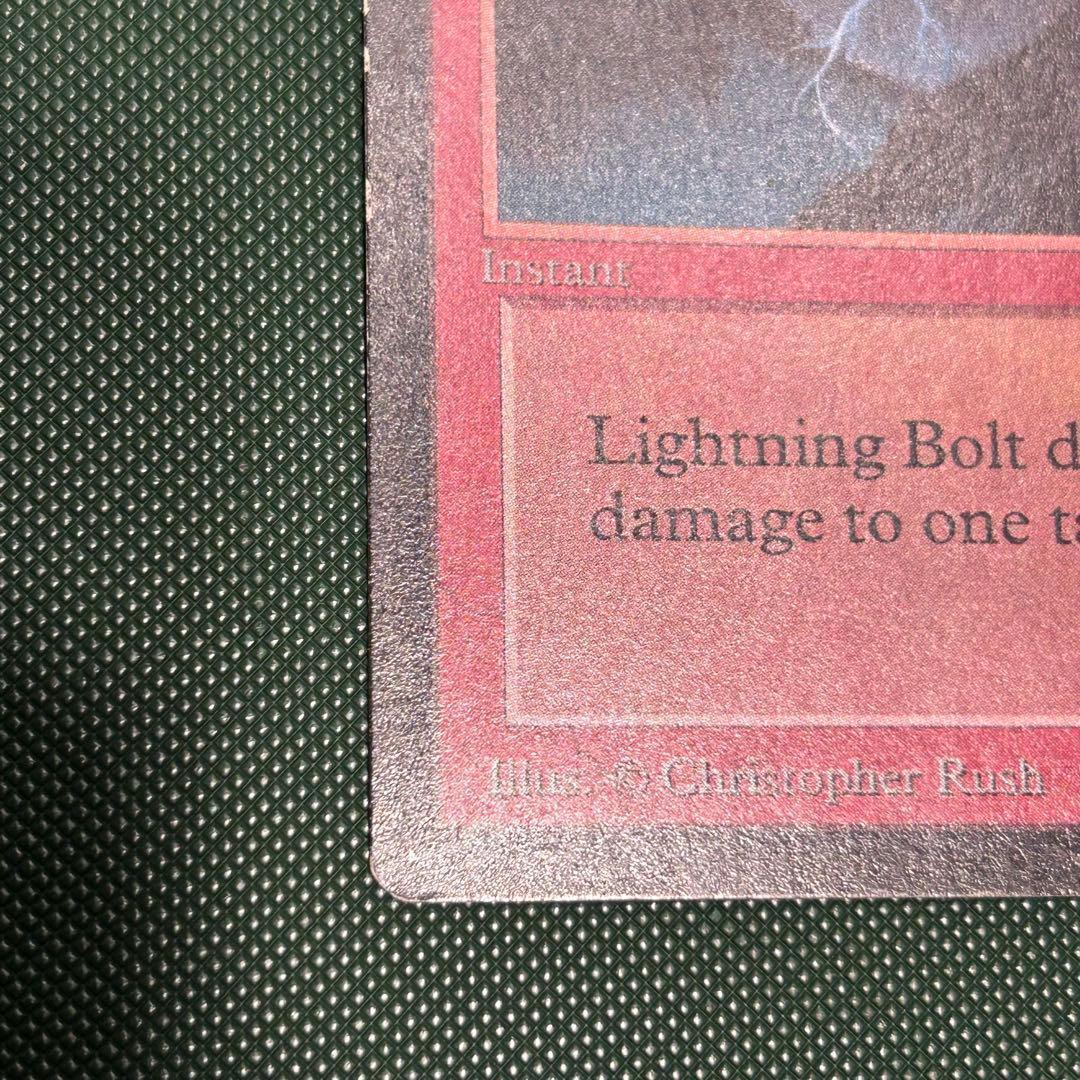 Instant
Lightning Bolt d
damage to one ta
Illus. © Christopher Rush